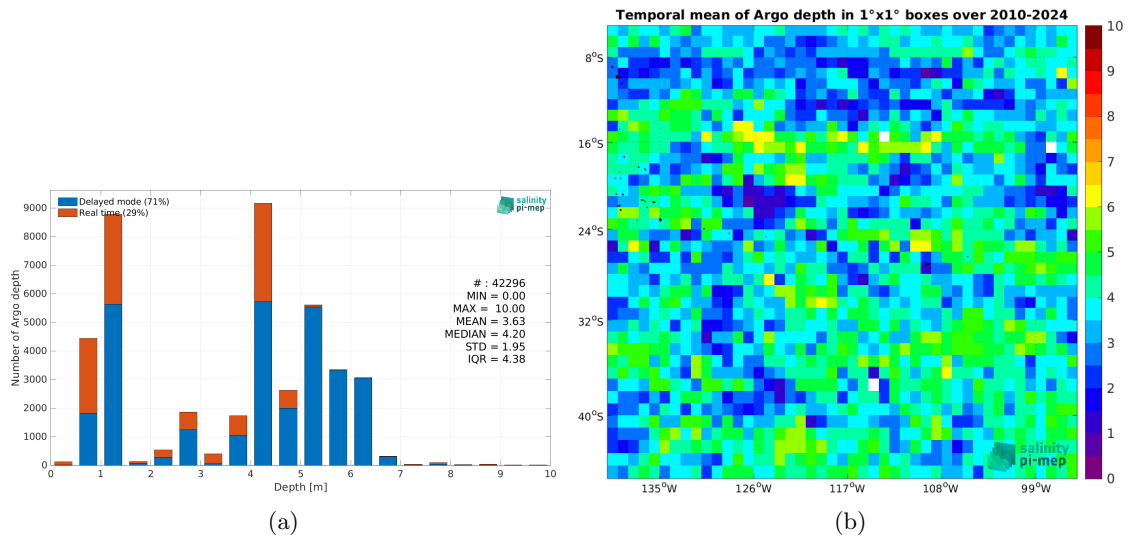 Delayed mode (71%)
Real time (29%)
salinity
pi-mep
9000
8000
7000
6000
5000
4000
3000
2000
1000
0
Number of Argo depth
# : 42296
MIN = 0.00
MAX = 10.00
MEAN = 3.63
MEDIAN = 4.20
STD = 1.95
IQR = 4.38
0 1 2 3 4 5 6 7 8 9 10
Depth [m]
(a)
Temporal mean of Argo depth in 1°x1° boxes over 2010-2024
8°S
16°S
24°S
32°S
40°S
135°W 126°W 117°W 108°W 99°W
salinity
pi-mep
10
9
8
7
6
5
4
3
2
1
0
(b)